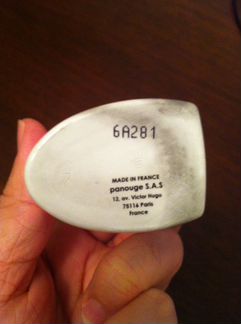 6A281
MADE IN FRANCE
panouge S.A.S
12, av. Victor Hugo
75116 Paris
France